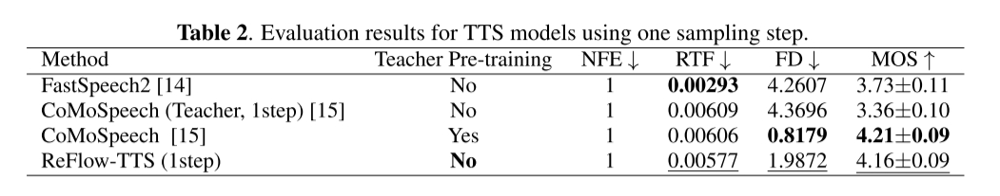 Table 2. Evaluation results for TTS models using one sampling step.
Method Teacher Pre-training NFE ↓ RTF ↓ FD ↓ MOS ↑
FastSpeech2 [14] No 1 0.00293 4.2607 3.73±0.11
CoMoSpeech (Teacher, 1step) [15] No 1 0.00609 4.3696 3.36±0.10
CoMoSpeech [15] Yes 1 0.00606 0.8179 4.21±0.09
ReFlow-TTS (1step) No 1 0.00577 1.9872 4.16±0.09